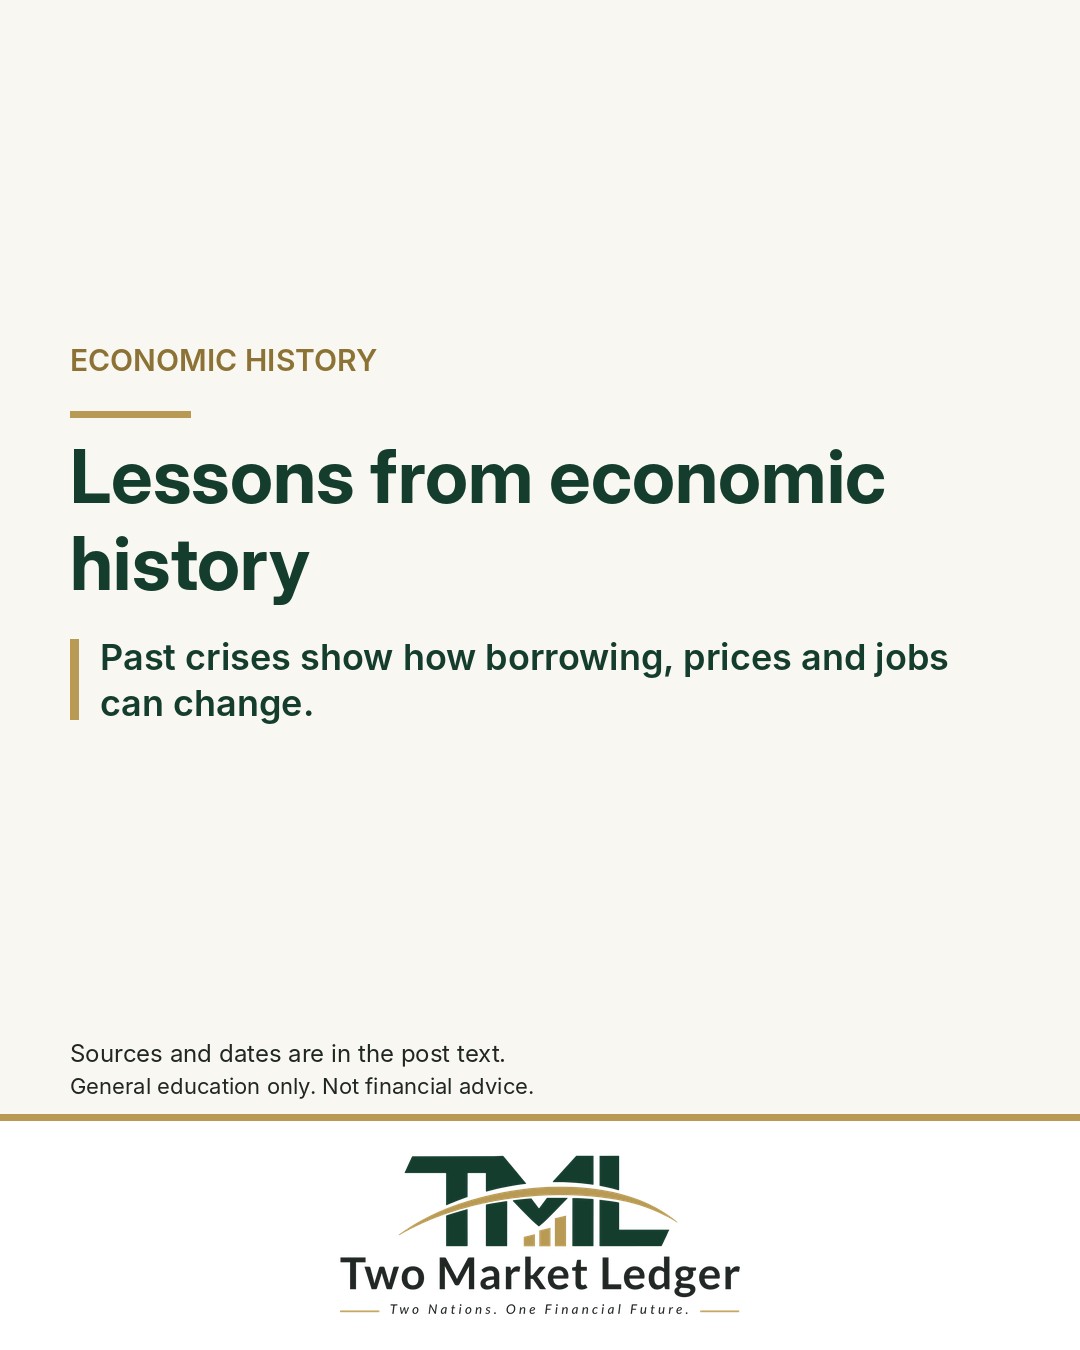 ECONOMIC HISTORY
Lessons from economic
history
Past crises show how borrowing, prices and jobs
can change.
Sources and dates are in the post text.
General education only. Not financial advice.
TML
Two Market Ledger
Two Nations. One Financial Future.